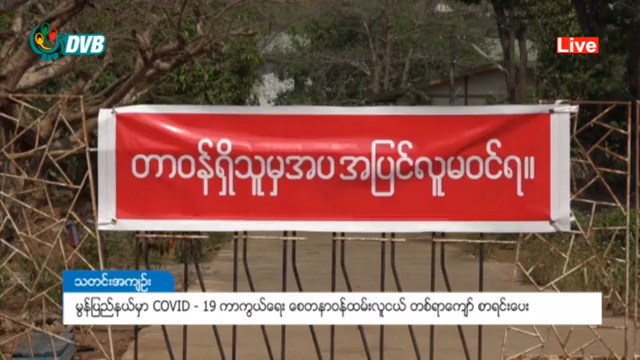 DVB
DVB
Live
တာဝန်ရှိသူမှအပ အပြင်လူမဝင်ရ။
သတင်းအကျဉ်း
မွန်ပြည်နယ်မှာ COVID - 19 ကာကွယ်ရေး စေတနာ့ဝန်ထမ်းလူငယ် တစ်ရာကျော် စာရင်းပေး